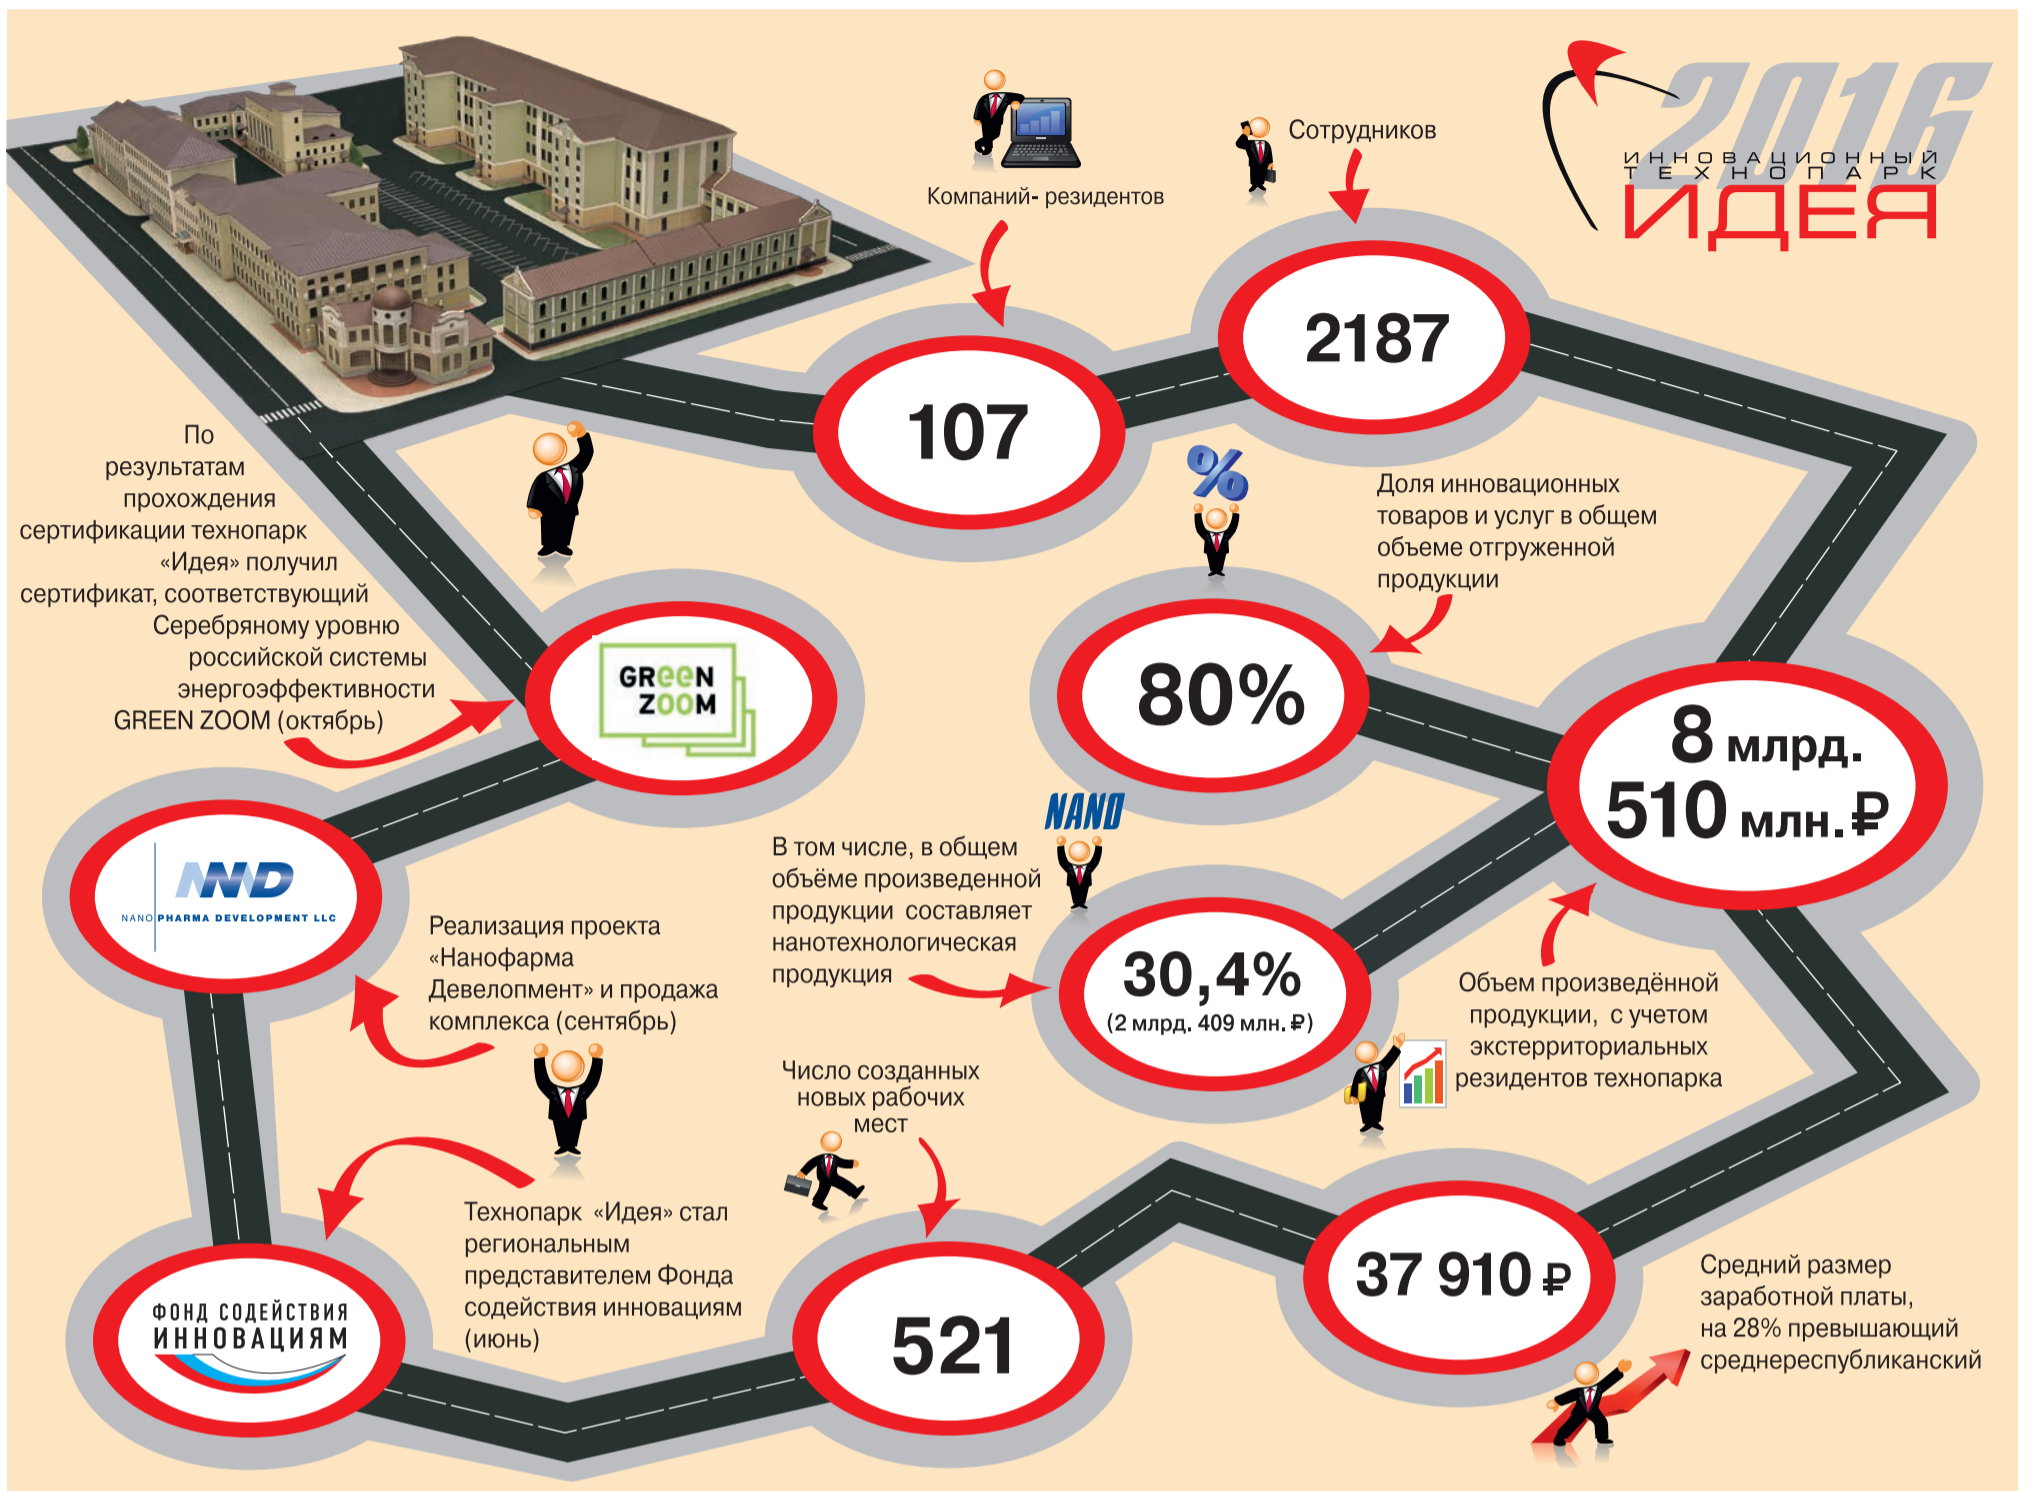 2016
ИННОВАЦИОННЫЙ
ТЕХНОПАРК
ИДЕЯ
Компаний- резидентов
107
Сотрудников
2187
Доля инновационных
товаров и услуг в общем
объеме отгруженной
продукции
%
80%
8 млрд.
510 млн. ₽
Объем произведённой
продукции, с учетом
экстерриториальных
резидентов технопарка
NANO
В том числе, в общем
объёме произведенной
продукции составляет
нанотехнологическая
продукция
30,4%
(2 млрд. 409 млн. ₽)
37 910 ₽
Средний размер
заработной платы,
на 28% превышающий
среднереспубликанский
Число созданных
новых рабочих
мест
521
Технопарк «Идея» стал
региональным
представителем Фонда
содействия инновациям
(июнь)
ФОНД СОДЕЙСТВИЯ
ИННОВАЦИЯМ
Реализация проекта
«Нанофарма
Девелопмент» и продажа
комплекса (сентябрь)
NND
NANO PHARMA DEVELOPMENT LLC
По
результатам
прохождения
сертификации технопарк
«Идея» получил
сертификат, соответствующий
Серебряному уровню
российской системы
энергоэффективности
GREEN ZOOM (октябрь)
GREEN
ZOOM